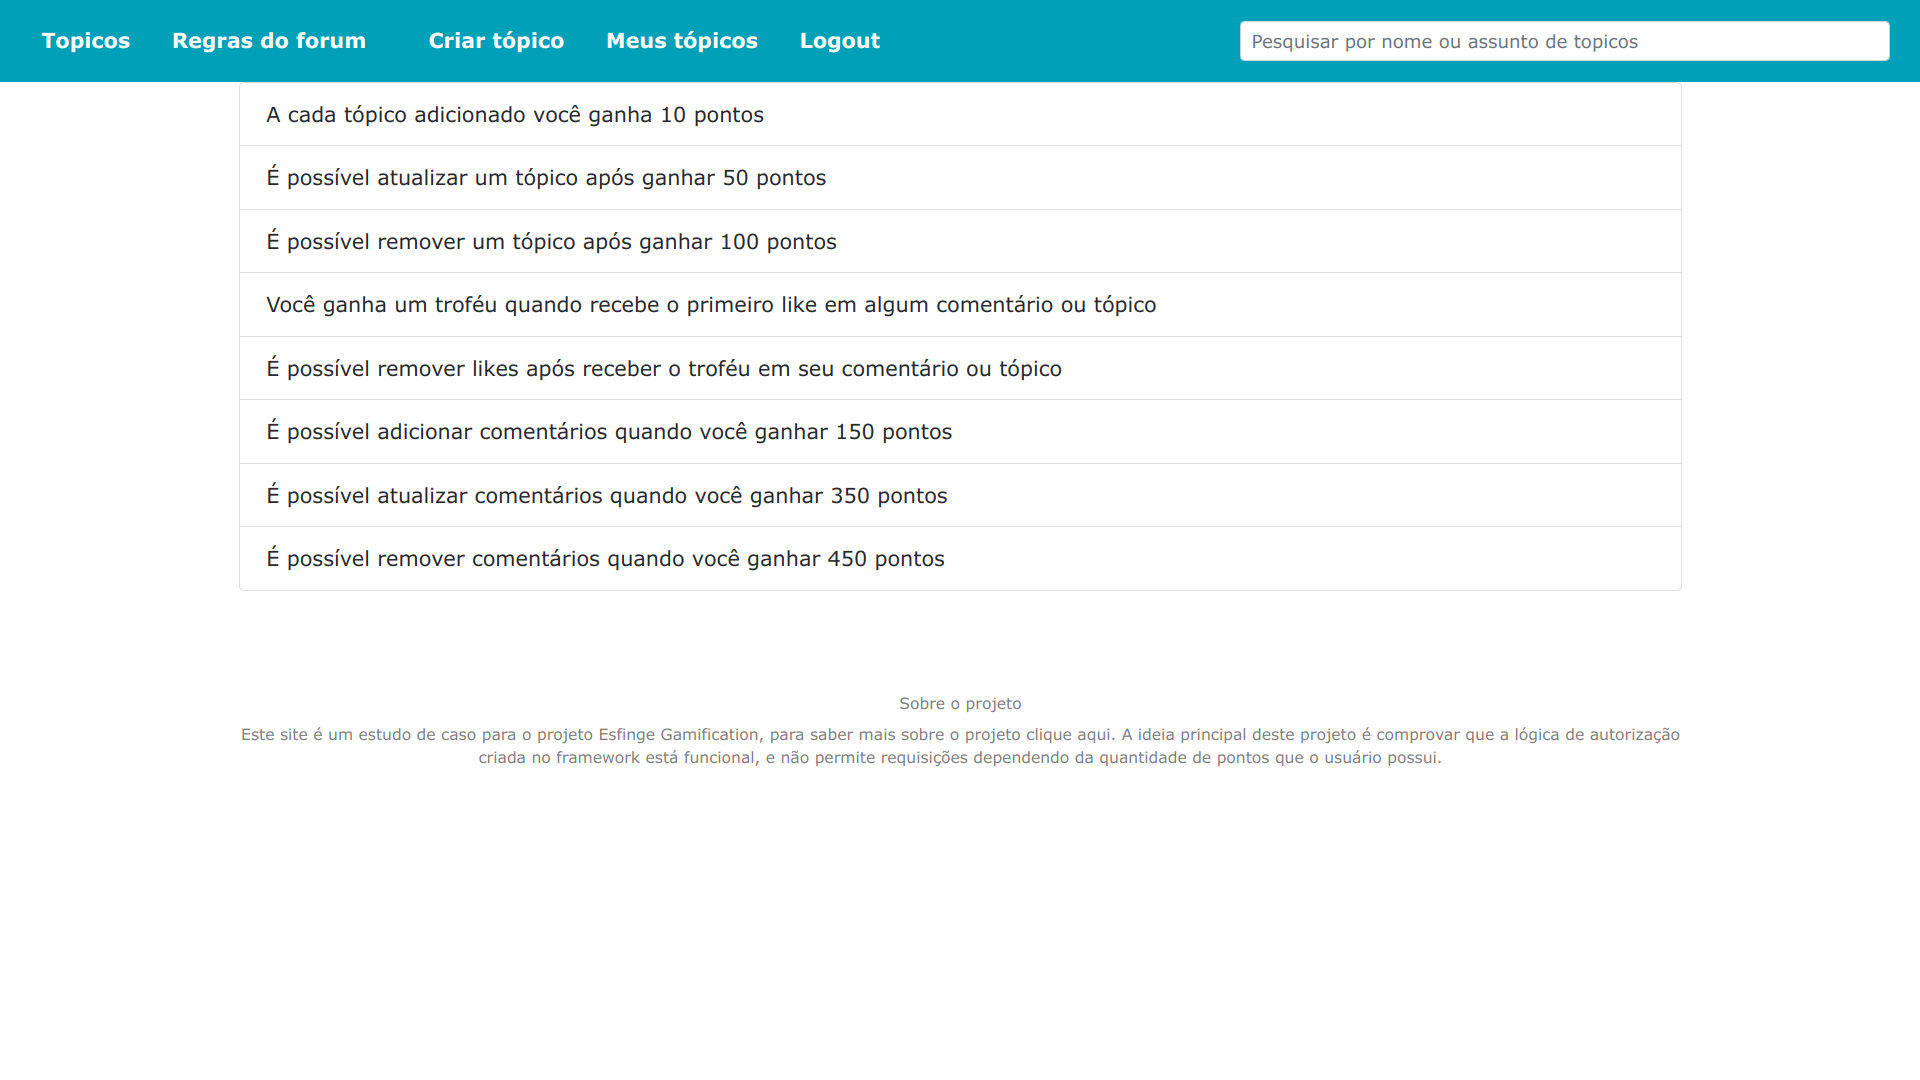 Topicos Regras do forum Criar tópico Meus tópicos Logout Pesquisar por nome ou assunto de topicos
A cada tópico adicionado você ganha 10 pontos
É possível atualizar um tópico após ganhar 50 pontos
É possível remover um tópico após ganhar 100 pontos
Você ganha um troféu quando recebe o primeiro like em algum comentário ou tópico
É possível remover likes após receber o troféu em seu comentário ou tópico
É possível adicionar comentários quando você ganhar 150 pontos
É possível atualizar comentários quando você ganhar 350 pontos
É possível remover comentários quando você ganhar 450 pontos
Sobre o projeto
Este site é um estudo de caso para o projeto Esfinge Gamification, para saber mais sobre o projeto clique aqui. A ideia principal deste projeto é comprovar que a lógica de autorização
criada no framework está funcional, e não permite requisições dependendo da quantidade de pontos que o usuário possui.